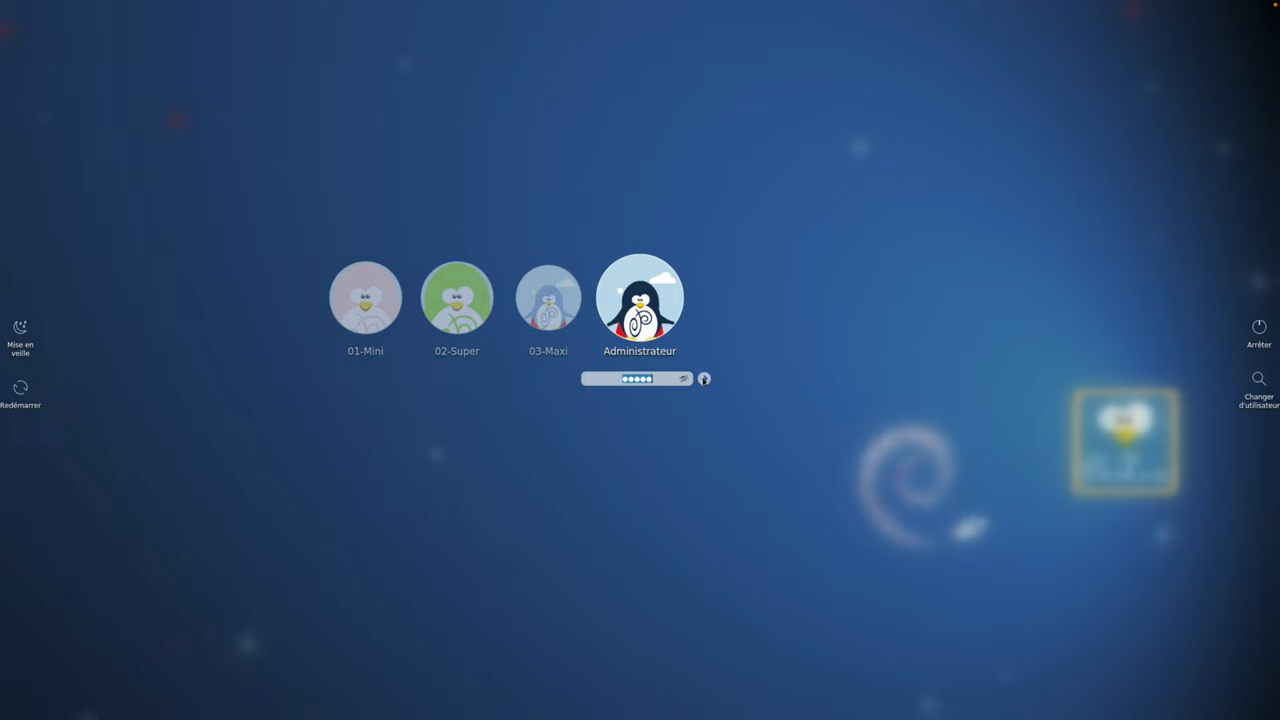 01-Mini
02-Super
03-Maxi
Administrateur
Mise en
veille
Redémarrer
Arrêter
Changer
d'utilisateur